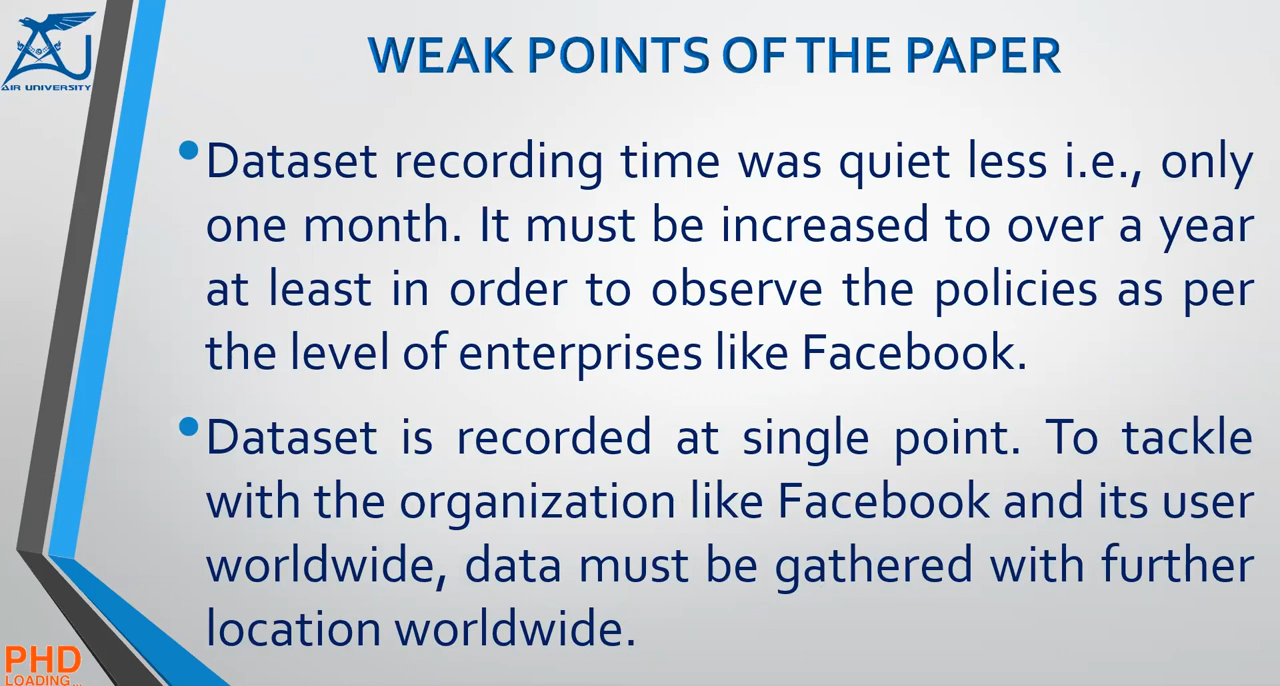 AIR UNIVERSITY
WEAK POINTS OF THE PAPER
•Dataset recording time was quiet less i.e., only
one month. It must be increased to over a year
at least in order to observe the policies as per
the level of enterprises like Facebook.
•Dataset is recorded at single point. To tackle
with the organization like Facebook and its user
worldwide, data must be gathered with further
location worldwide.
PHD
LOADING...